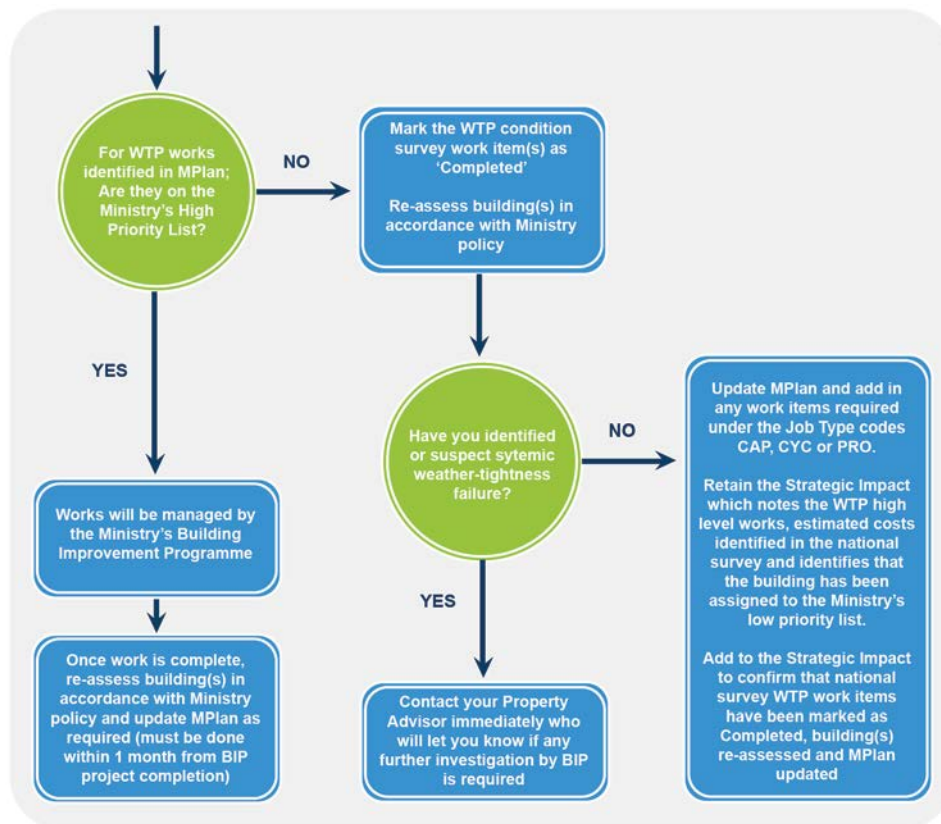 For WTP works
identified in MPlan;
Are they on the
Ministry's High
Priority List?
NO
Mark the WTP condition
survey work item(s) as
'Completed'
Re-assess building(s) in
accordance with Ministry
policy
YES
Works will be managed by
the Ministry's Building
Improvement Programme
Once work is complete,
re-assess building(s) in
accordance with Ministry
policy and update MPlan as
required (must be done
within 1 month from BIP
project completion)
Have you identified
or suspect sytemic
weather-tightness
failure?
NO
Update MPlan and add in
any work items required
under the Job Type codes
CAP, CYC or PRO.
Retain the Strategic Impact
which notes the WTP high
level works, estimated costs
identified in the national
survey and identifies that
the building has been
assigned to the Ministry's
low priority list.
Add to the Strategic Impact
to confirm that national
survey WTP work items
have been marked as
Completed, building(s)
re-assessed and MPlan
updated
YES
Contact your Property
Advisor immediately who
will let you know if any
further investigation by BIP
is required